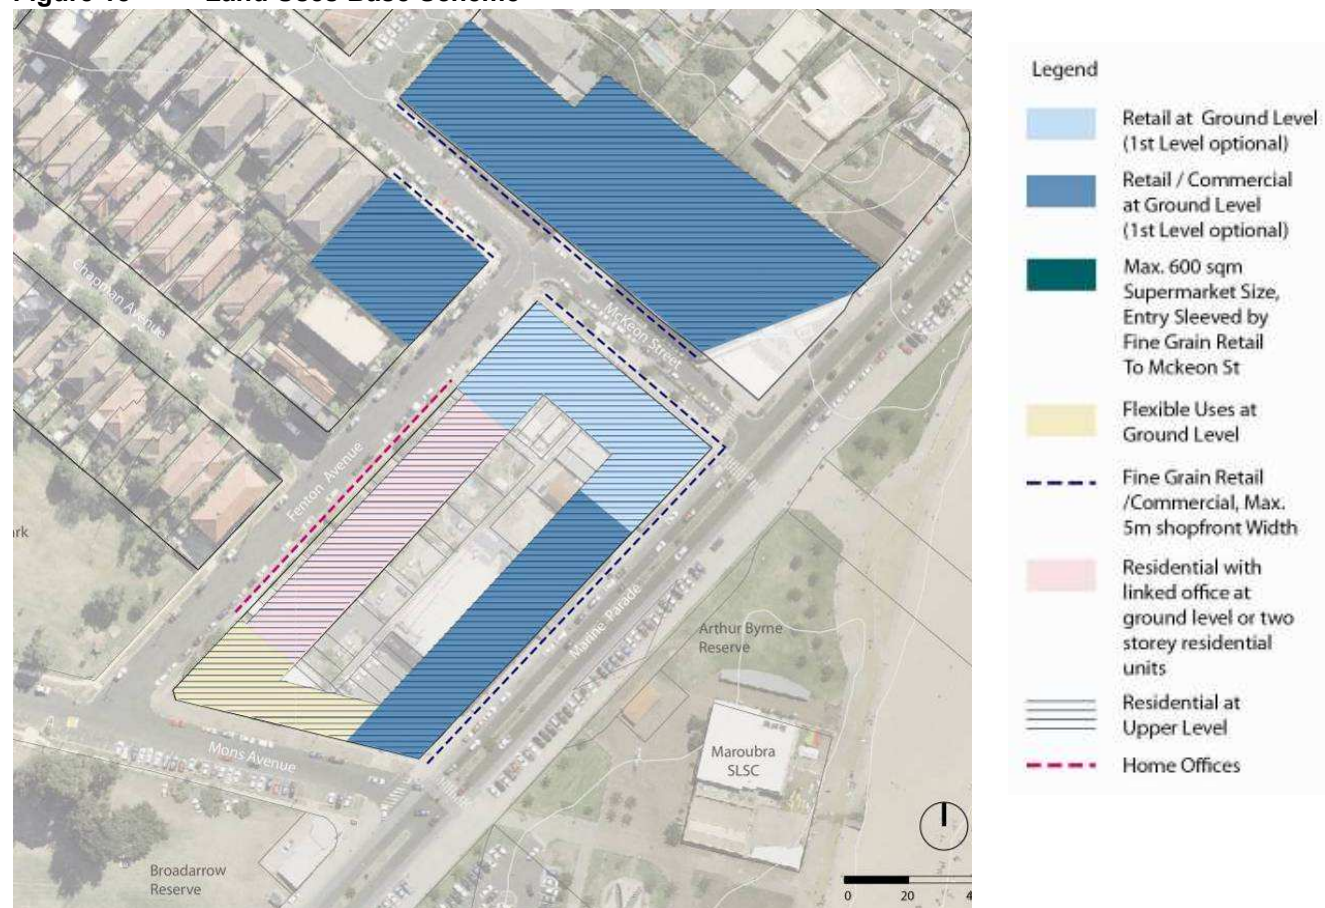 Legend
Retail at Ground Level
(1st Level optional)
Retail / Commercial
at Ground Level
(1st Level optional)
Max. 600 sqm
Supermarket Size,
Entry Sleeved by
Fine Grain Retail
To Mckeon St
Flexible Uses at
Ground Level
Fine Grain Retail
/Commercial, Max.
5m shopfront Width
Residential with
linked office at
ground level or two
storey residential
units
Residential at
Upper Level
Home Offices
Chapman Avenue
McKeon Street
Fenton Avenue
Marine Parade
Arthur Byrne
Reserve
Mons Avenue
Maroubra
SLSC
Broadarrow
Reserve
0 20